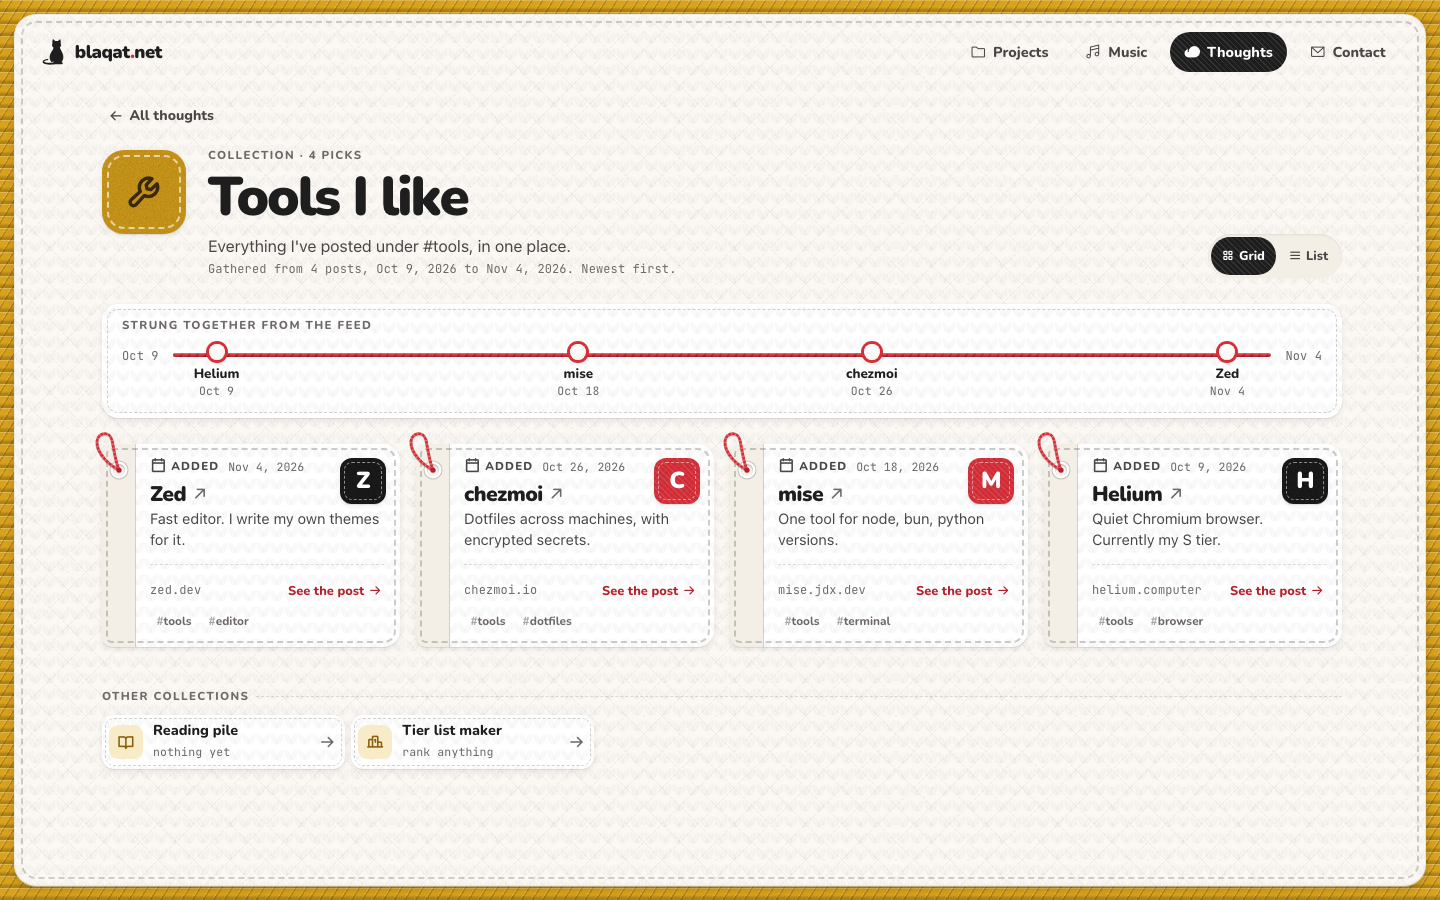 blaqat.net
Projects
Music
Thoughts
Contact
← All thoughts
COLLECTION · 4 PICKS
Tools I like
Everything I've posted under #tools, in one place.
Gathered from 4 posts, Oct 9, 2026 to Nov 4, 2026. Newest first.
Grid
List
STRUNG TOGETHER FROM THE FEED
Oct 9
Nov 4
Helium
Oct 9
mise
Oct 18
chezmoi
Oct 26
Zed
Nov 4
ADDED Nov 4, 2026
Z
Zed ↗
Fast editor. I write my own themes
for it.
zed.dev
See the post →
#tools #editor
ADDED Oct 26, 2026
C
chezmoi ↗
Dotfiles across machines, with
encrypted secrets.
chezmoi.io
See the post →
#tools #dotfiles
ADDED Oct 18, 2026
M
mise ↗
One tool for node, bun, python
versions.
mise.jdx.dev
See the post →
#tools #terminal
ADDED Oct 9, 2026
H
Helium ↗
Quiet Chromium browser.
Currently my S tier.
helium.computer
See the post →
#tools #browser
OTHER COLLECTIONS
Reading pile
nothing yet
→
Tier list maker
rank anything
→